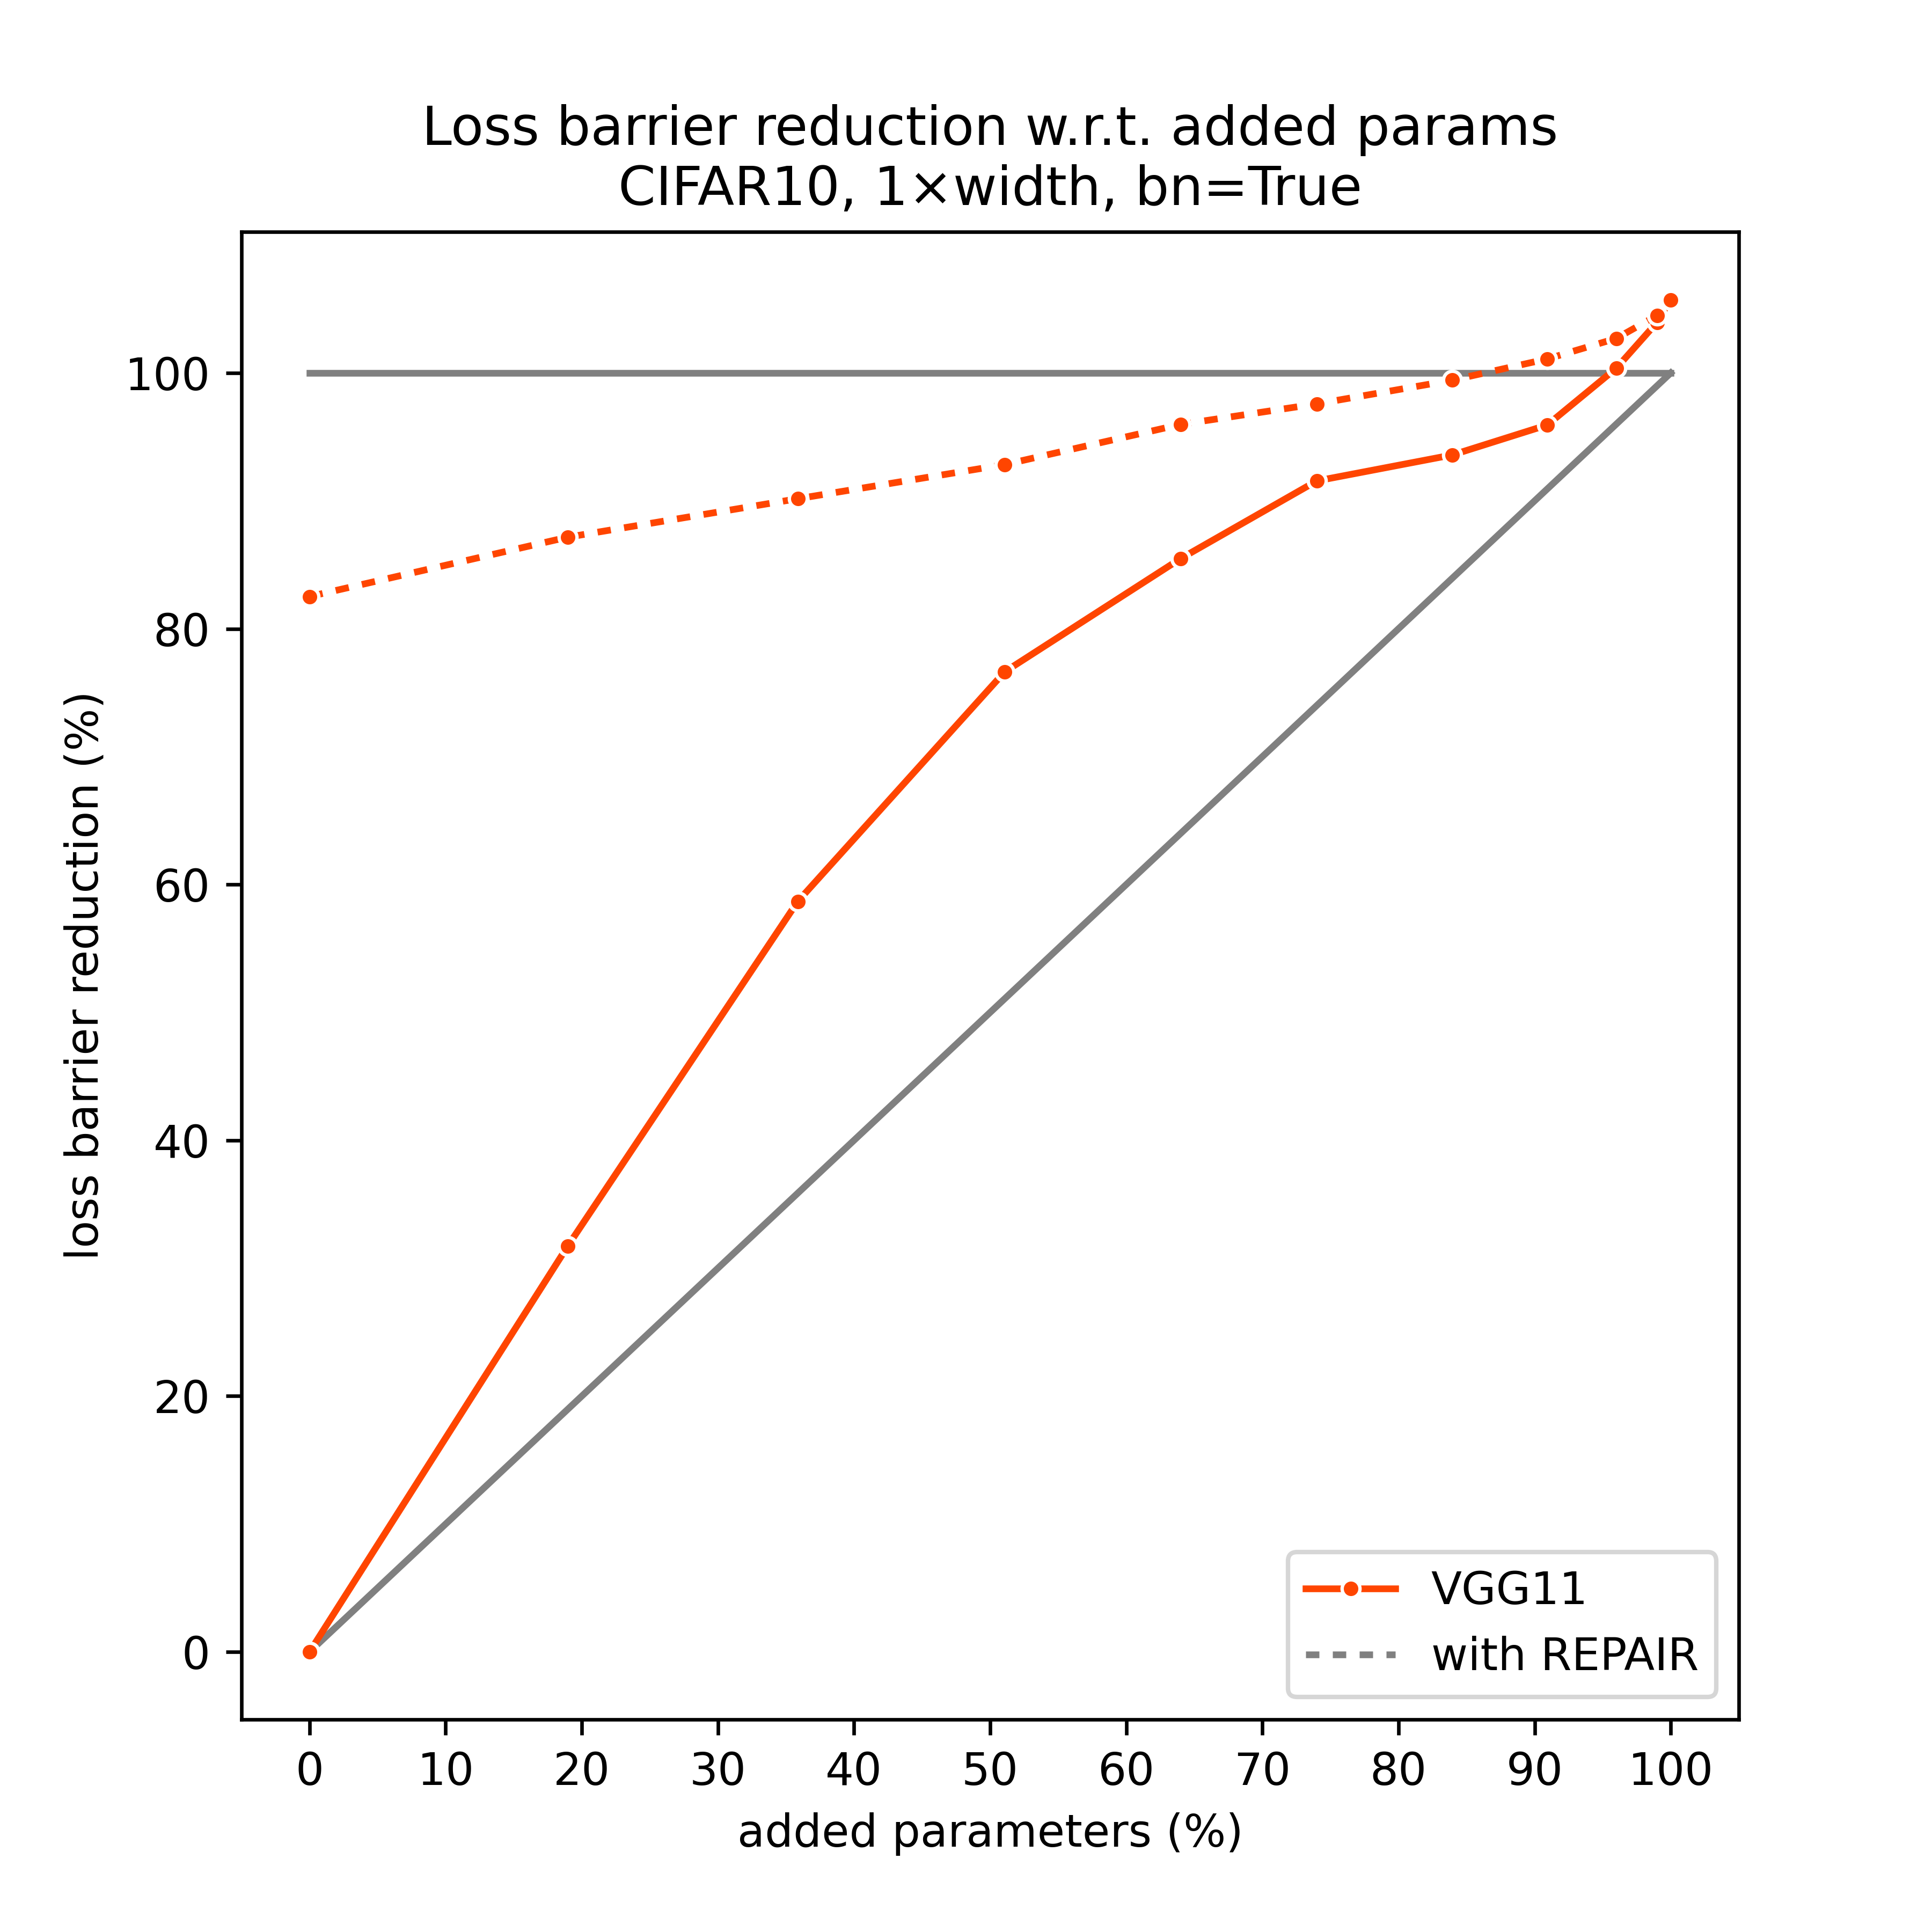 Loss barrier reduction w.r.t. added params
CIFAR10, 1×width, bn=True
loss barrier reduction (%)
100
80
60
40
20
0
0 10 20 30 40 50 60 70 80 90 100
added parameters (%)
VGG11
with REPAIR